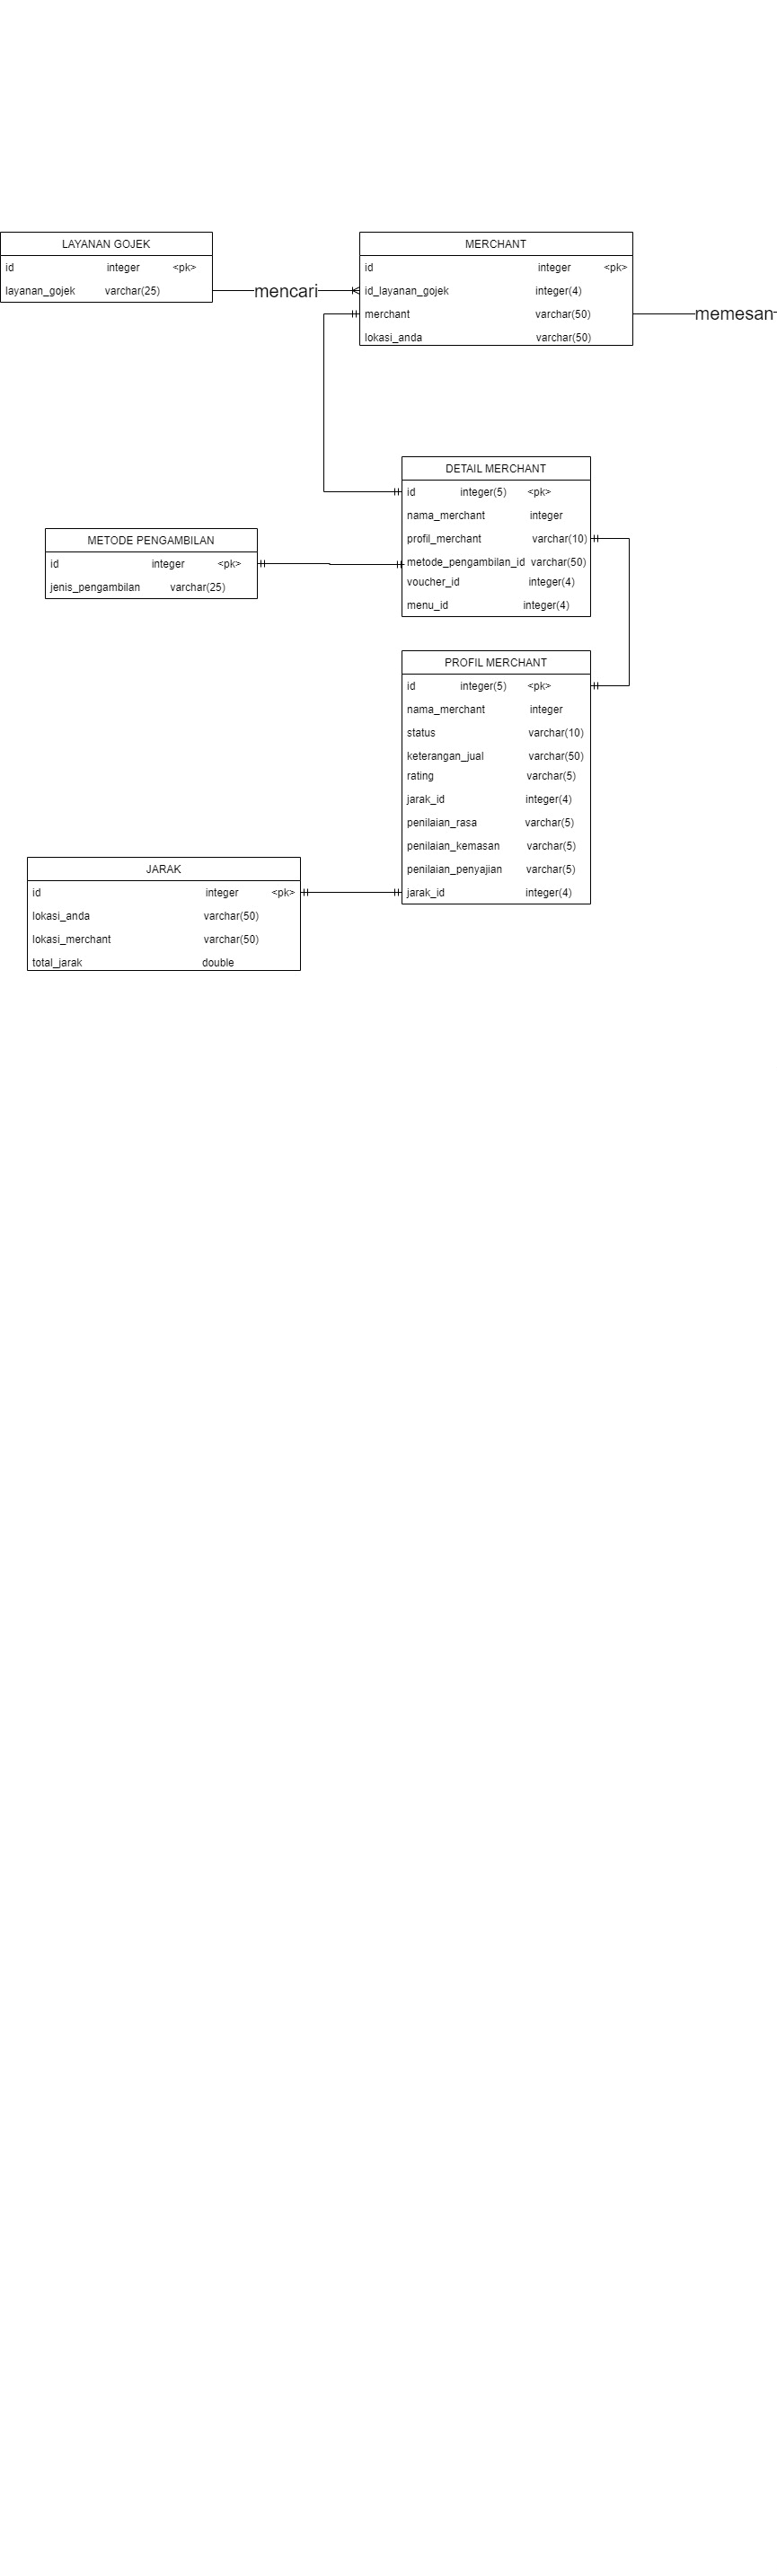 LAYANAN GOJEK
id integer <pk>
layanan_gojek varchar(25)
mencari
MERCHANT
id integer <pk>
id_layanan_gojek integer(4)
merchant varchar(50)
lokasi_anda varchar(50)
memesan
DETAIL MERCHANT
id integer(5) <pk>
nama_merchant integer
profil_merchant varchar(10)
metode_pengambilan_id varchar(50)
voucher_id integer(4)
menu_id integer(4)
METODE PENGAMBILAN
id integer <pk>
jenis_pengambilan varchar(25)
PROFIL MERCHANT
id integer(5) <pk>
nama_merchant integer
status varchar(10)
keterangan_jual varchar(50)
rating varchar(5)
jarak_id integer(4)
penilaian_rasa varchar(5)
penilaian_kemasan varchar(5)
penilaian_penyajian varchar(5)
jarak_id integer(4)
JARAK
id integer <pk>
lokasi_anda varchar(50)
lokasi_merchant varchar(50)
total_jarak double